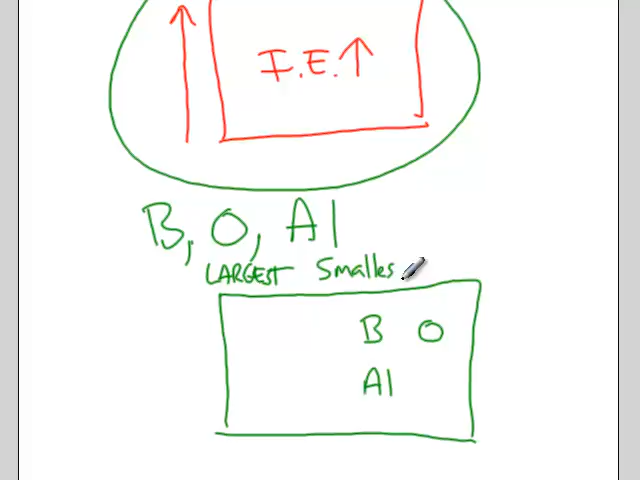 I.E.↑
B, O, Al
LARGEST Smalles
B O
Al